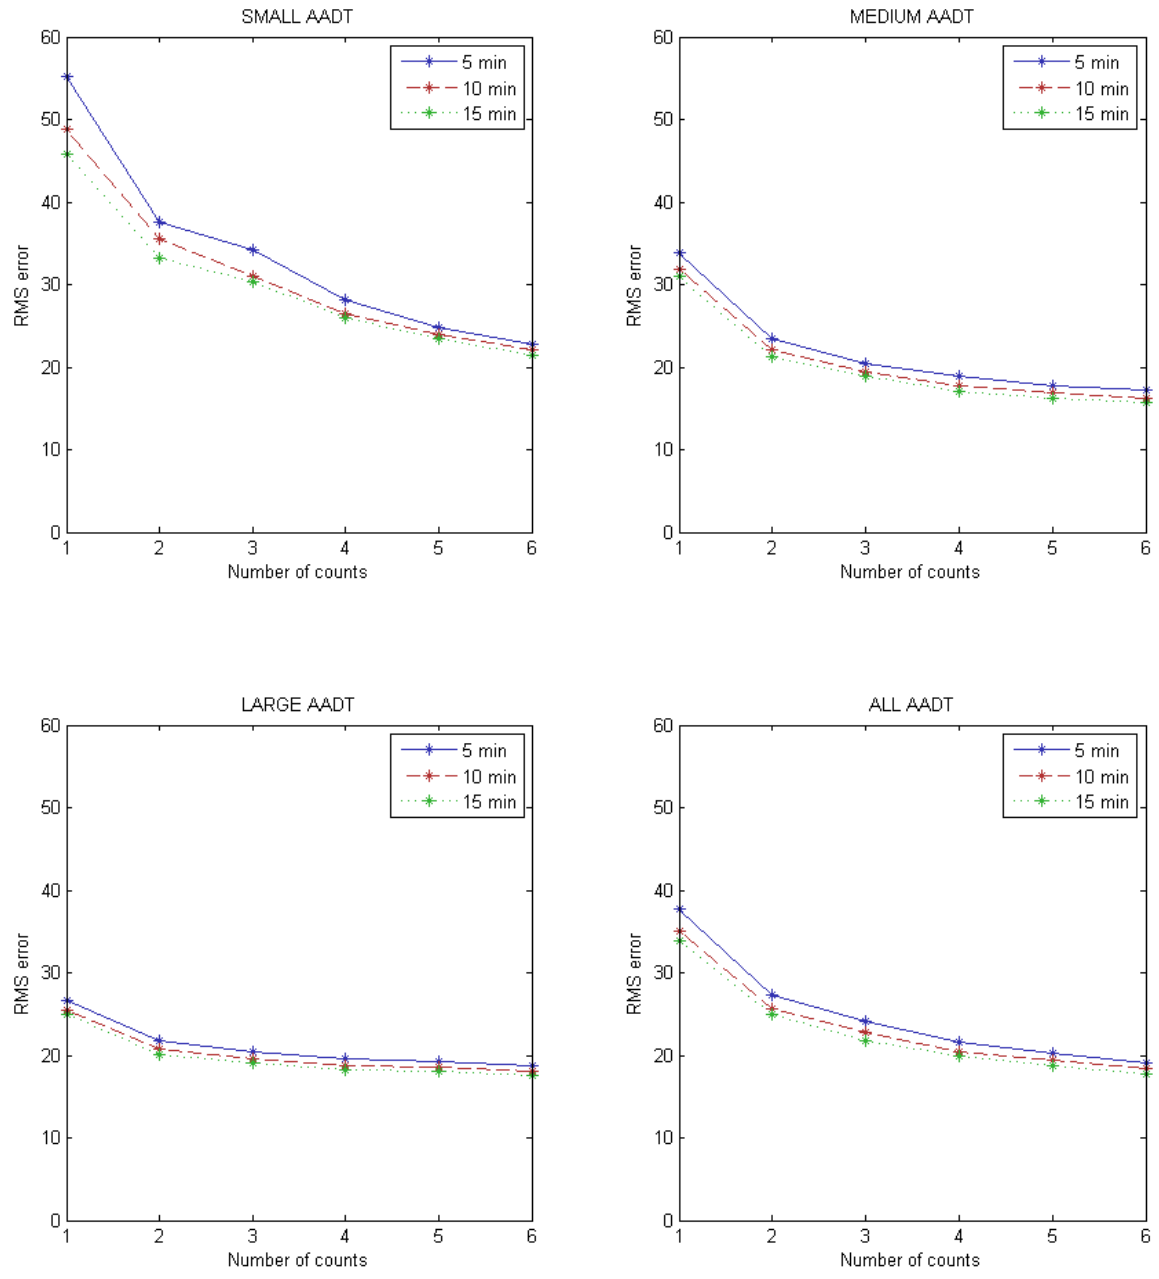 SMALL AADT
60
50
40
30
20
10
0
RMS error
5 min
10 min
15 min
1 2 3 4 5 6
Number of counts
MEDIUM AADT
60
50
40
30
20
10
0
RMS error
5 min
10 min
15 min
1 2 3 4 5 6
Number of counts
LARGE AADT
60
50
40
30
20
10
0
RMS error
5 min
10 min
15 min
1 2 3 4 5 6
Number of counts
ALL AADT
60
50
40
30
20
10
0
RMS error
5 min
10 min
15 min
1 2 3 4 5 6
Number of counts